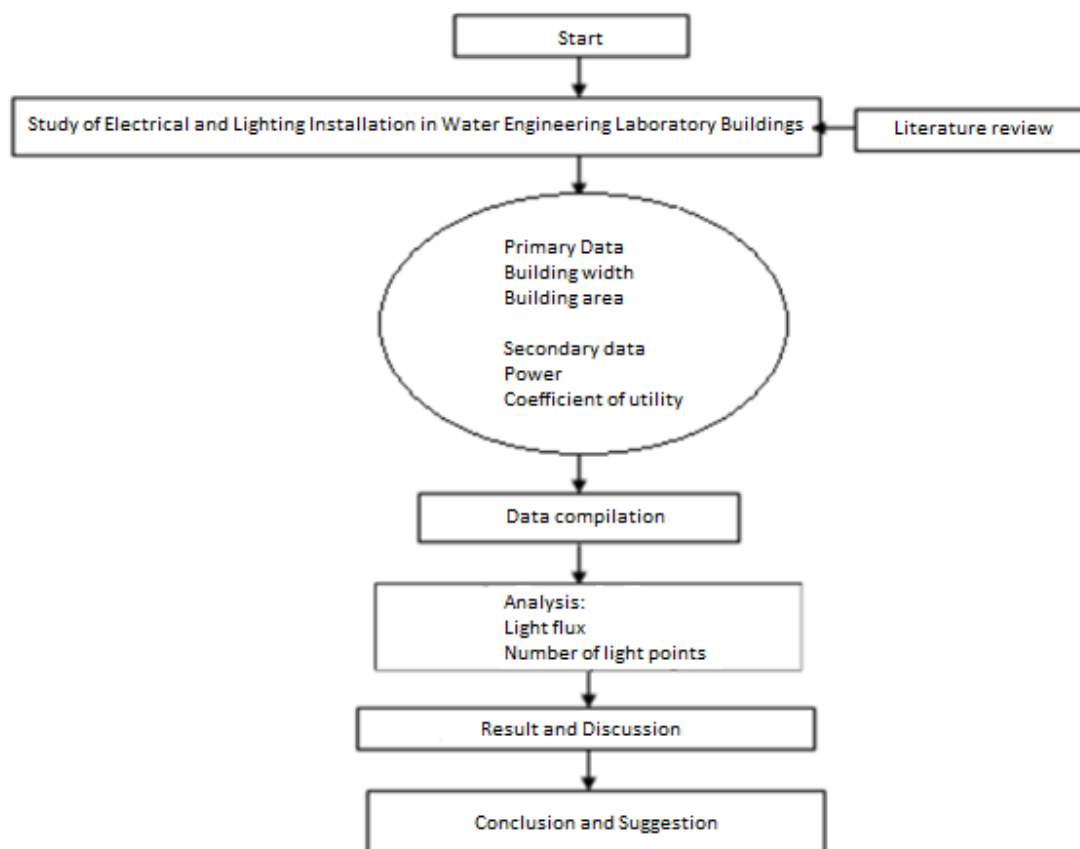 Start
Study of Electrical and Lighting Installation in Water Engineering Laboratory Buildings
Literature review
Primary Data
Building width
Building area
Secondary data
Power
Coefficient of utility
Data compilation
Analysis:
Light flux
Number of light points
Result and Discussion
Conclusion and Suggestion